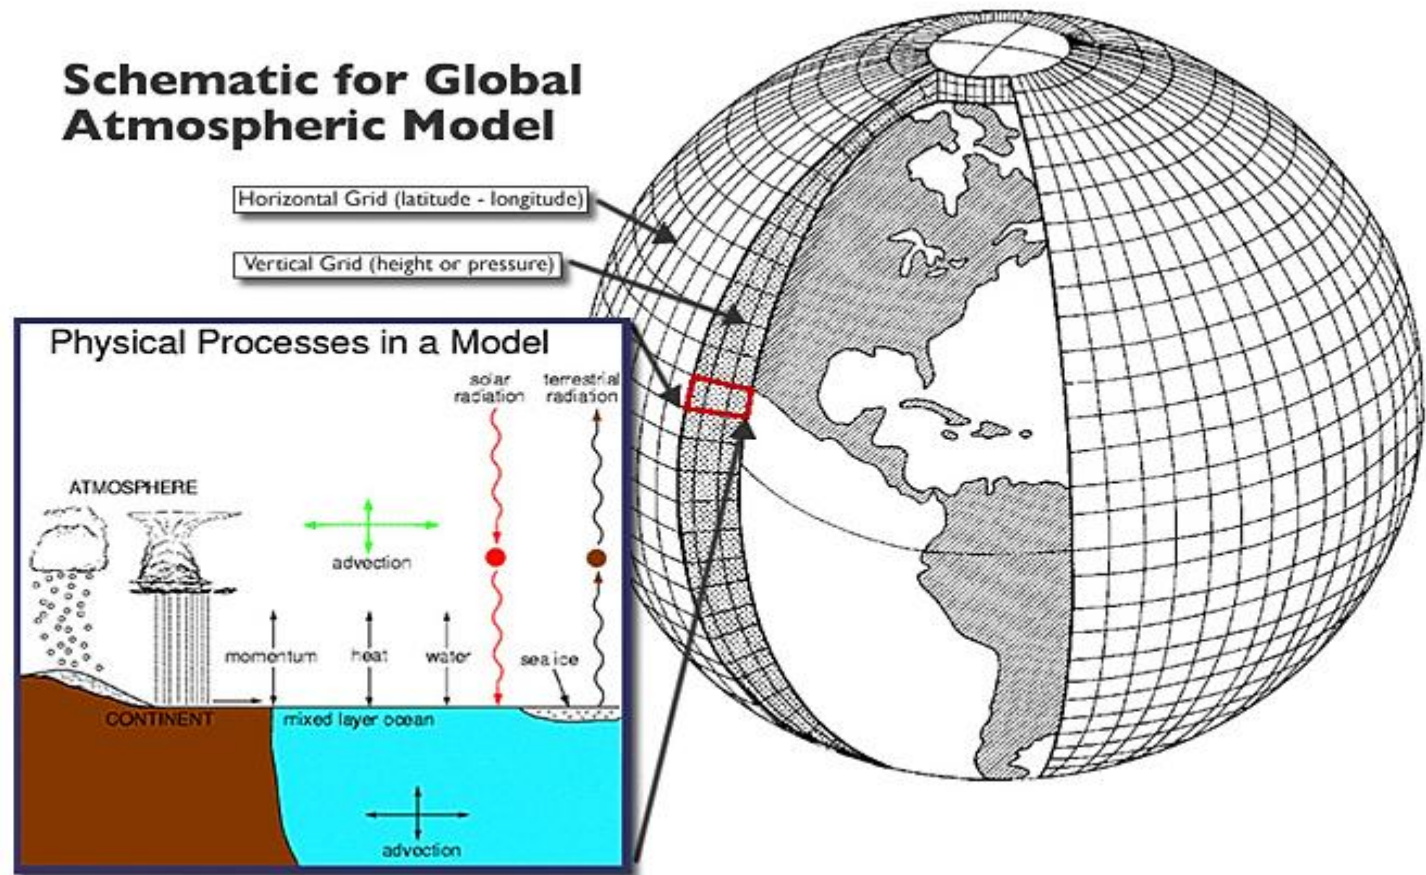 Schematic for Global
Atmospheric Model
Horizontal Grid (latitude - longitude)
Vertical Grid (height or pressure)
Physical Processes in a Model
solar
radiation
terrestrial
radiation
ATMOSPHERE
advection
momentum
heat
water
sea ice
CONTINENT
mixed layer ocean
advection